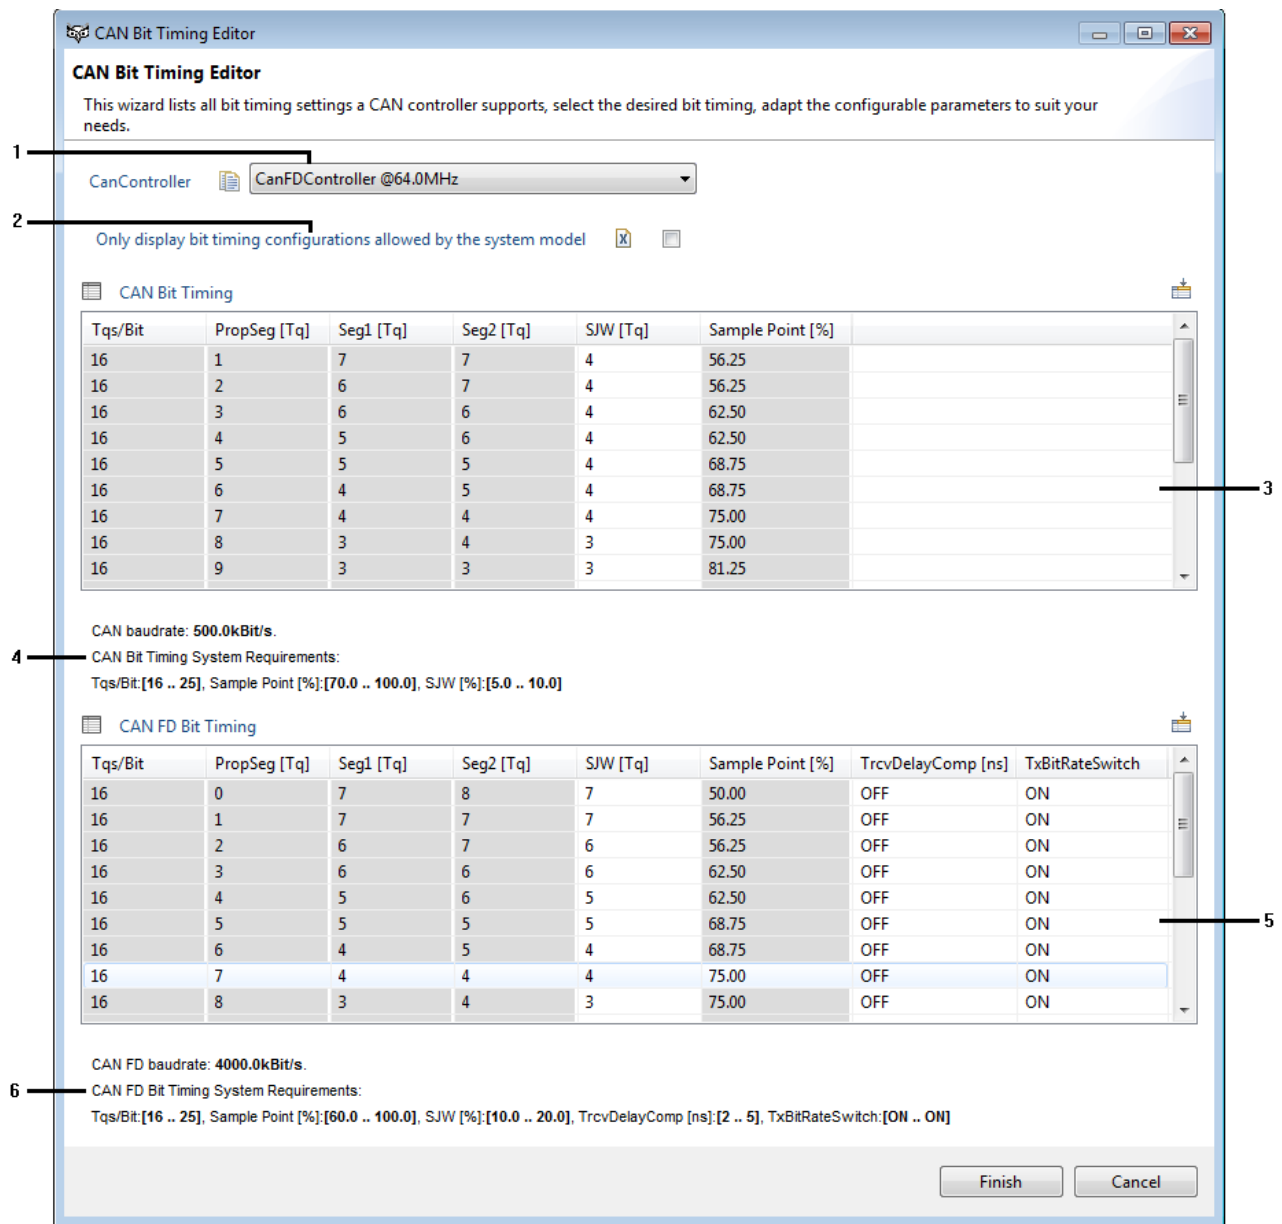 CAN Bit Timing Editor
CAN Bit Timing Editor
This wizard lists all bit timing settings a CAN controller supports, select the desired bit timing, adapt the configurable parameters to suit your
needs.
1
CanController CanFDController @64.0MHz
2
Only display bit timing configurations allowed by the system model
CAN Bit Timing
Tqs/Bit PropSeg [Tq] Seg1 [Tq] Seg2 [Tq] SJW [Tq] Sample Point [%]
16 1 7 7 4 56.25
16 2 6 7 4 56.25
16 3 6 6 4 62.50
16 4 5 6 4 62.50
16 5 5 5 4 68.75
16 6 4 5 4 68.75
3
16 7 4 4 4 75.00
16 8 3 4 3 75.00
16 9 3 3 3 81.25
CAN baudrate: 500.0kBit/s.
4
CAN Bit Timing System Requirements:
Tqs/Bit:[16 .. 25], Sample Point [%]:[70.0 .. 100.0], SJW [%]:[5.0 .. 10.0]
CAN FD Bit Timing
Tqs/Bit PropSeg [Tq] Seg1 [Tq] Seg2 [Tq] SJW [Tq] Sample Point [%] TrcvDelayComp [ns] TxBitRateSwitch
16 0 7 8 7 50.00 OFF ON
16 1 7 7 7 56.25 OFF ON
16 2 6 7 6 56.25 OFF ON
16 3 6 6 6 62.50 OFF ON
16 4 5 6 5 62.50 OFF ON
16 5 5 5 5 68.75 OFF ON
5
16 6 4 5 4 68.75 OFF ON
16 7 4 4 4 75.00 OFF ON
16 8 3 4 3 75.00 OFF ON
CAN FD baudrate: 4000.0kBit/s.
6
CAN FD Bit Timing System Requirements:
Tqs/Bit:[16 .. 25], Sample Point [%]:[60.0 .. 100.0], SJW [%]:[10.0 .. 20.0], TrcvDelayComp [ns]:[2 .. 5], TxBitRateSwitch:[ON .. ON]
Finish Cancel